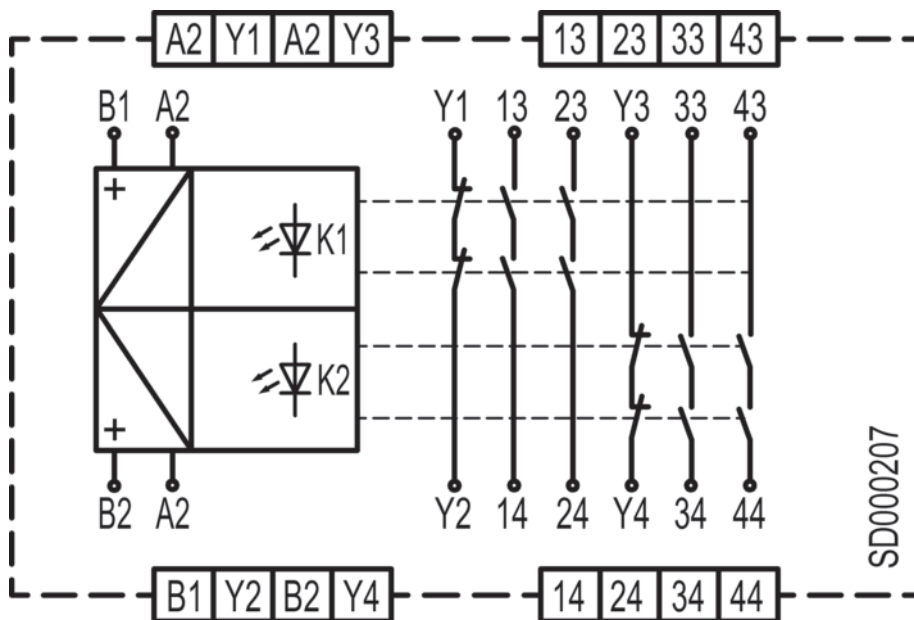 A2 Y1 A2 Y3 13 23 33 43
B1 A2 Y1 13 23 Y3 33 43
+
K1
K2
+
B2 A2 Y2 14 24 Y4 34 44
SD000207
B1 Y2 B2 Y4 14 24 34 44